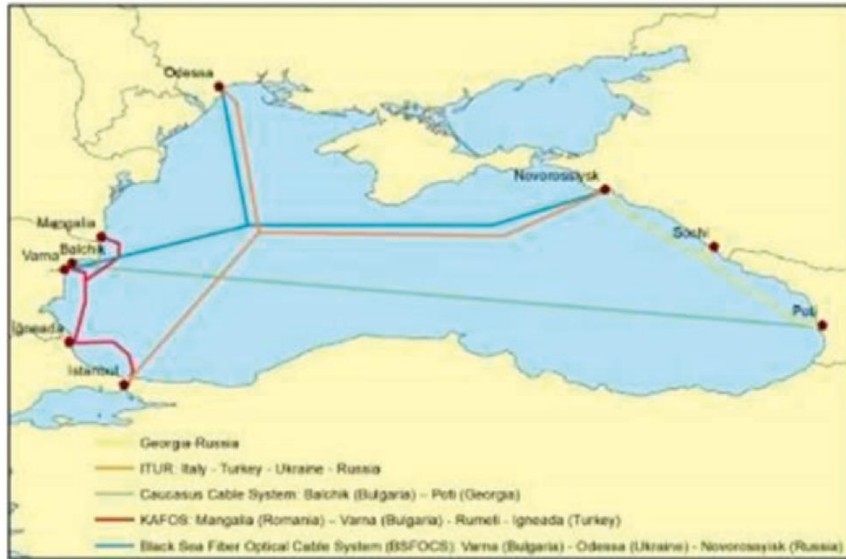 Odessa
Novorossiysk
Mangalia
Sochi
Balchik
Varna
Poti
Igneada
Istanbul
Georgia-Russia
ITUR: Italy - Turkey - Ukraine - Russia
Caucasus Cable System: Balchik (Bulgaria) – Poti (Georgia)
KAFOS: Mangalia (Romania) – Varna (Bulgaria) - Rumeli - Igneada (Turkey)
Black Sea Fiber Optical Cable System (BSFOCS): Varna (Bulgaria) - Odessa (Ukraine) - Novorossyisk (Russia)